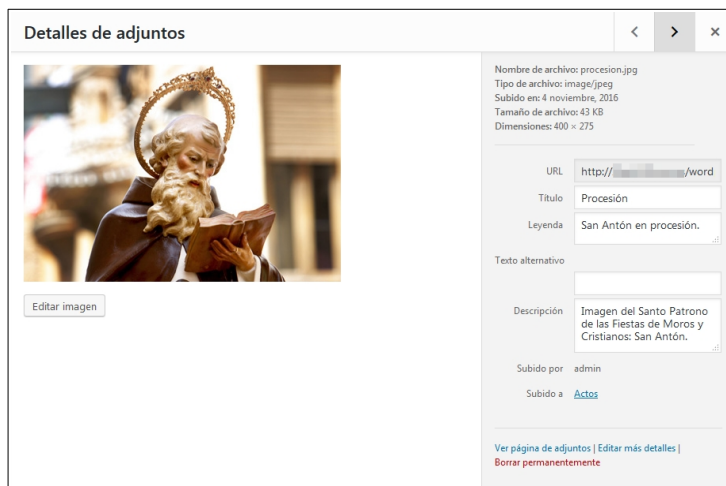 Detalles de adjuntos
Nombre de archivo: procesion.jpg
Tipo de archivo: image/jpeg
Subido en: 4 noviembre, 2016
Tamaño de archivo: 43 KB
Dimensiones: 400 × 275
URL http:// /word
Título Procesión
Leyenda San Antón en procesión.
Texto alternativo
Editar imagen
Descripción Imagen del Santo Patrono
de las Fiestas de Moros y
Cristianos: San Antón.
Subido por admin
Subido a Actos
Ver página de adjuntos | Editar más detalles |
Borrar permanentemente